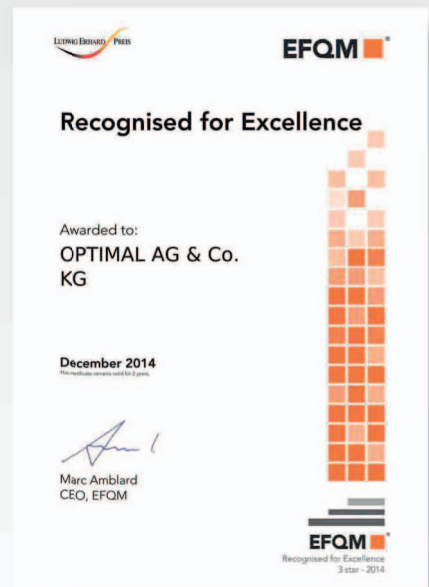 LUDWIG ERHARD PREIS
EFQM
Recognised for Excellence
Awarded to:
OPTIMAL AG & Co.
KG
December 2014
This certificate remains valid for 2 years.
Marc Amblard
CEO, EFQM
EFQM
Recognised for Excellence
3 star - 2014